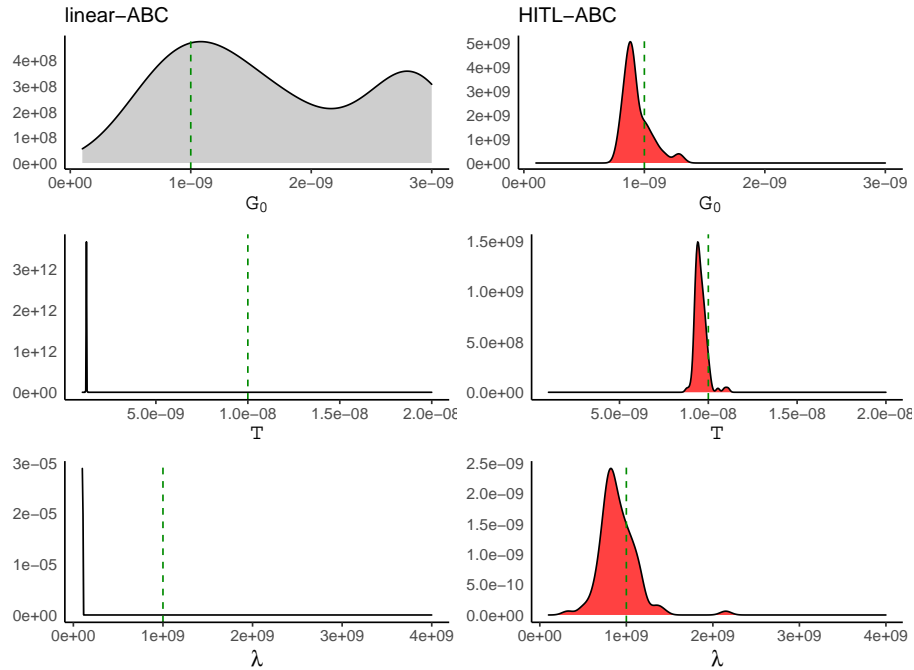 linear−ABC
HITL−ABC
4e+08
3e+08
2e+08
1e+08
0e+00
0e+00 1e−09 2e−09 3e−09
G0
5e+09
4e+09
3e+09
2e+09
1e+09
0e+00
0e+00 1e−09 2e−09 3e−09
G0
3e+12
2e+12
1e+12
0e+00
5.0e−09 1.0e−08 1.5e−08 2.0e−08
T
1.5e+09
1.0e+09
5.0e+08
0.0e+00
5.0e−09 1.0e−08 1.5e−08 2.0e−08
T
3e−05
2e−05
1e−05
0e+00
0e+00 1e+09 2e+09 3e+09 4e+09
λ
2.5e−09
2.0e−09
1.5e−09
1.0e−09
5.0e−10
0.0e+00
0e+00 1e+09 2e+09 3e+09 4e+09
λ